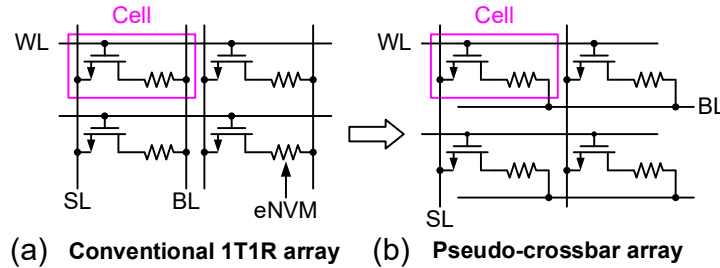 Cell
Cell
WL
WL
BL
SL
BL
eNVM
SL
(a) Conventional 1T1R array
(b) Pseudo-crossbar array